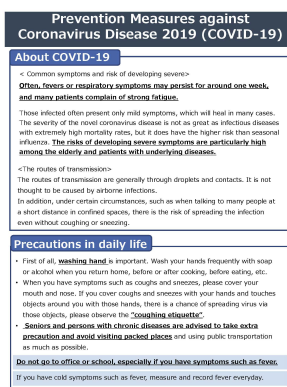 Prevention Measures against
Coronavirus Disease 2019 (COVID-19)
About COVID-19
< Common symptoms and risk of developing severe>
Often, fevers or respiratory symptoms may persist for around one week,
and many patients complain of strong fatigue.
Those infected often present only mild symptoms, which will heal in many cases.
The severity of the novel coronavirus disease is not as great as infectious diseases
with extremely high mortality rates, but it does have the higher risk than seasonal
influenza. The risks of developing severe symptoms are particularly high
among the elderly and patients with underlying diseases.
<The routes of transmission>
The routes of transmission are generally through droplets and contacts. It is not
thought to be caused by airborne infections.
In addition, under certain circumstances, such as when talking to many people at
a short distance in confined spaces, there is the risk of spreading the infection
even without coughing or sneezing.
Precautions in daily life
• First of all, washing hand is important. Wash your hands frequently with soap
or alcohol when you return home, before or after cooking, before eating, etc.
• When you have symptoms such as coughs and sneezes, please cover your
mouth and nose. If you cover coughs and sneezes with your hands and touches
objects around you with those hands, there is a chance of spreading virus via
those objects, please observe the "coughing etiquette".
• Seniors and persons with chronic diseases are advised to take extra
precaution and avoid visiting packed places and using public transportation
as much as possible.
Do not go to office or school, especially if you have symptoms such as fever.
If you have cold symptoms such as fever, measure and record fever everyday.